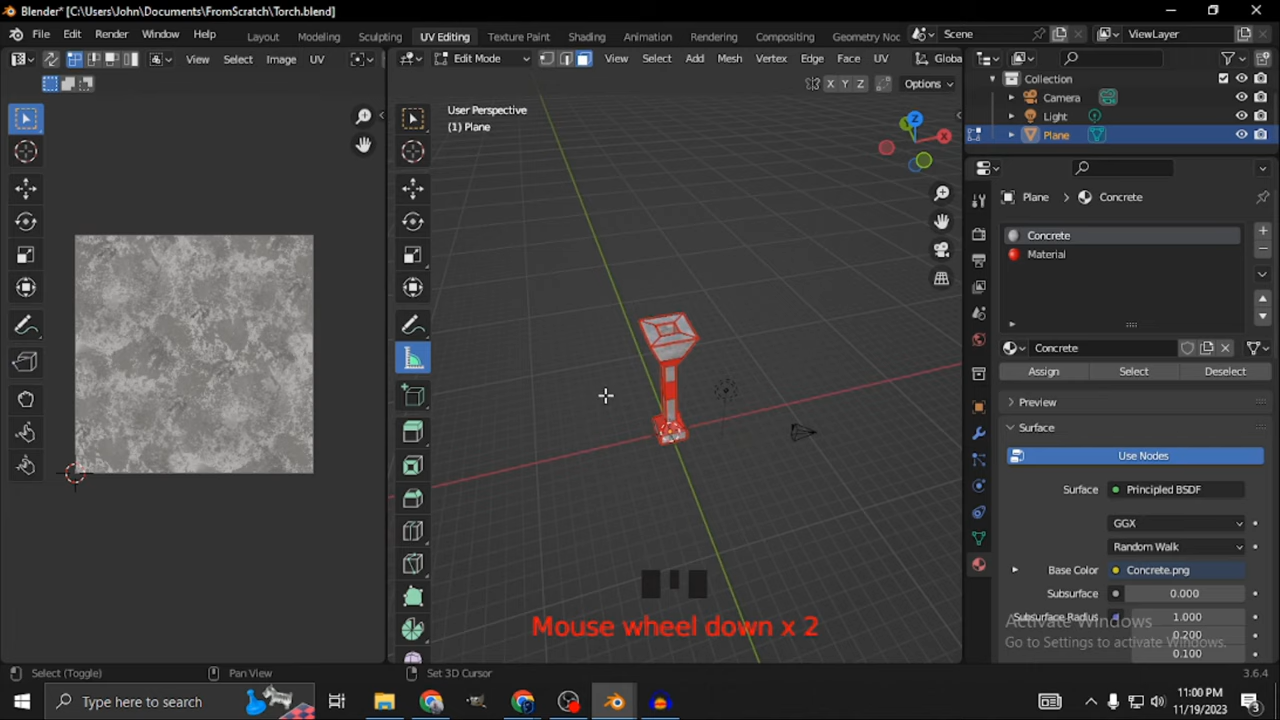 Blender* [C:\Users\John\Documents\FromScratch\Torch.blend]
File Edit Render Window Help Layout Modeling Sculpting UV Editing Texture Paint Shading Animation Rendering Compositing Geometry Noc Scene ViewLayer
View Select Image UV Edit Mode View Select Add Mesh Vertex Edge Face UV Globa
X Y Z Options
User Perspective
(1) Plane
Z
X
Collection
Camera
Light
Plane
Plane Concrete
Concrete
Material
Concrete
Assign Select Deselect
Preview
Surface
Use Nodes
Surface Principled BSDF
GGX
Random Walk
Base Color Concrete.png
Subsurface 0.000
Subsurface Radius 1.000
0.200
0.100
Activate Windows
Go to Settings to activate Windows.
Mouse wheel down x 2
Select (Toggle) Pan View Set 3D Cursor 3.6.4
Type here to search
11:00 PM
11/19/2023
3